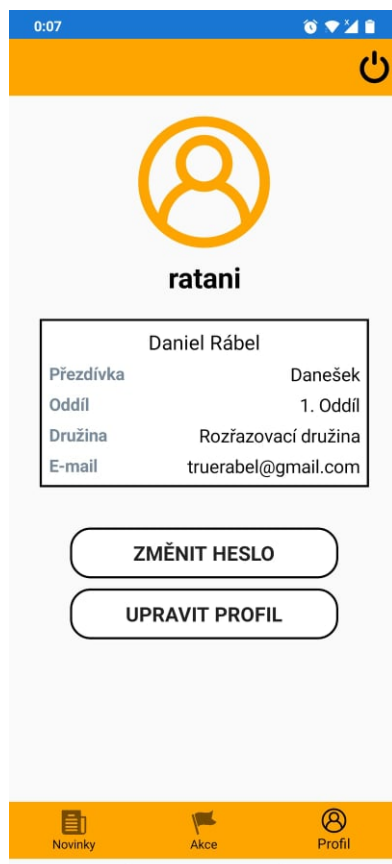 0:07
ratani
Daniel Rábel
Přezdívka Danešek
Oddíl 1. Oddíl
Družina Rozřazovací družina
E-mail truerabel@gmail.com
ZMĚNIT HESLO
UPRAVIT PROFIL
Novinky Akce Profil